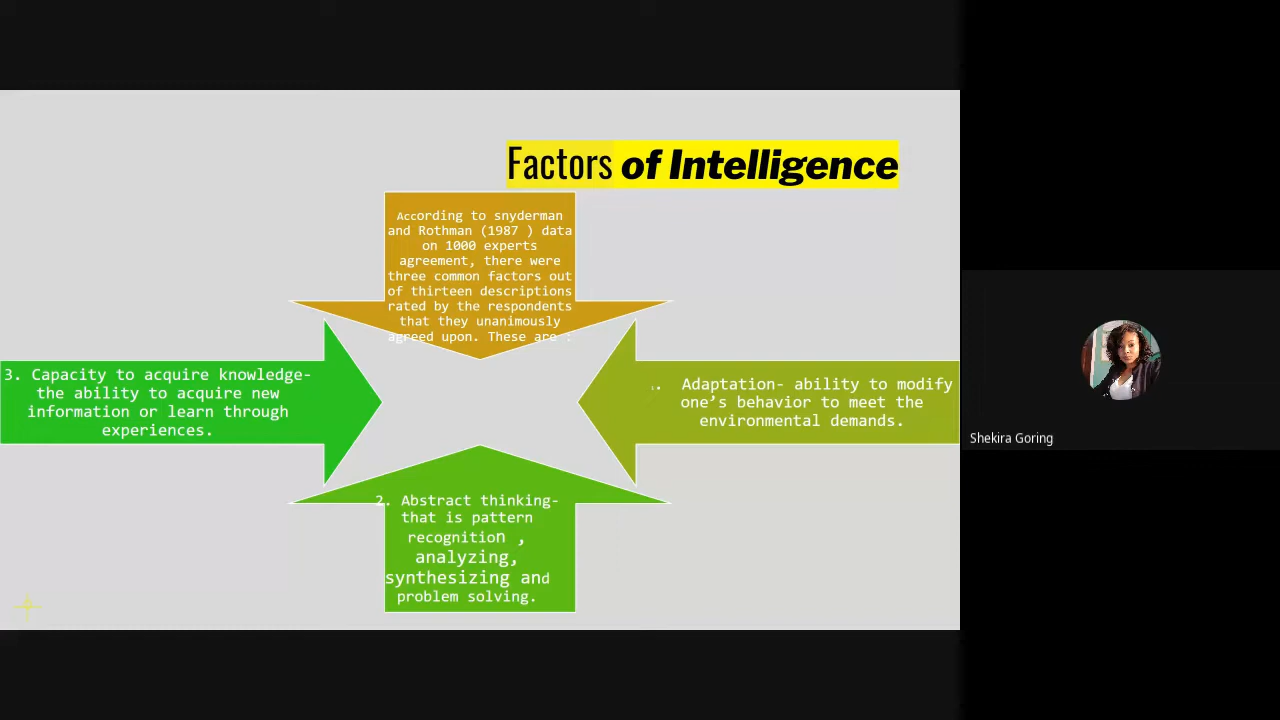 Factors of Intelligence
According to snyderman
and Rothman (1987 ) data
on 1000 experts
agreement, there were
three common factors out
of thirteen descriptions
rated by the respondents
that they unanimously
agreed upon. These are :
1. Adaptation- ability to modify
one’s behavior to meet the
environmental demands.
2. Abstract thinking-
that is pattern
recognition ,
analyzing,
synthesizing and
problem solving.
3. Capacity to acquire knowledge-
the ability to acquire new
information or learn through
experiences.
Shekira Goring